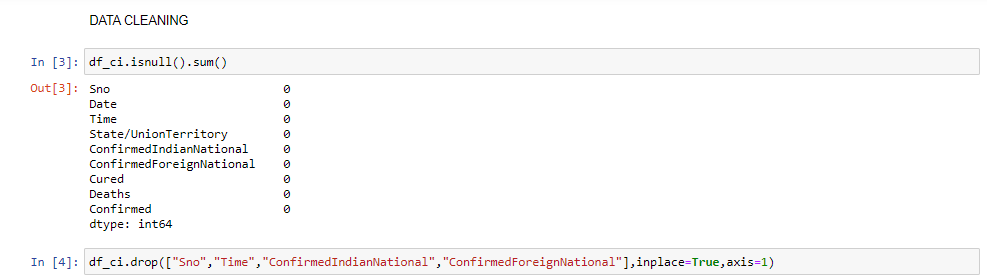 DATA CLEANING
In [3]: df_ci.isnull().sum()
Out[3]: Sno 0
Date 0
Time 0
State/UnionTerritory 0
ConfirmedIndianNational 0
ConfirmedForeignNational 0
Cured 0
Deaths 0
Confirmed 0
dtype: int64
In [4]: df_ci.drop(["Sno","Time","ConfirmedIndianNational","ConfirmedForeignNational"],inplace=True,axis=1)